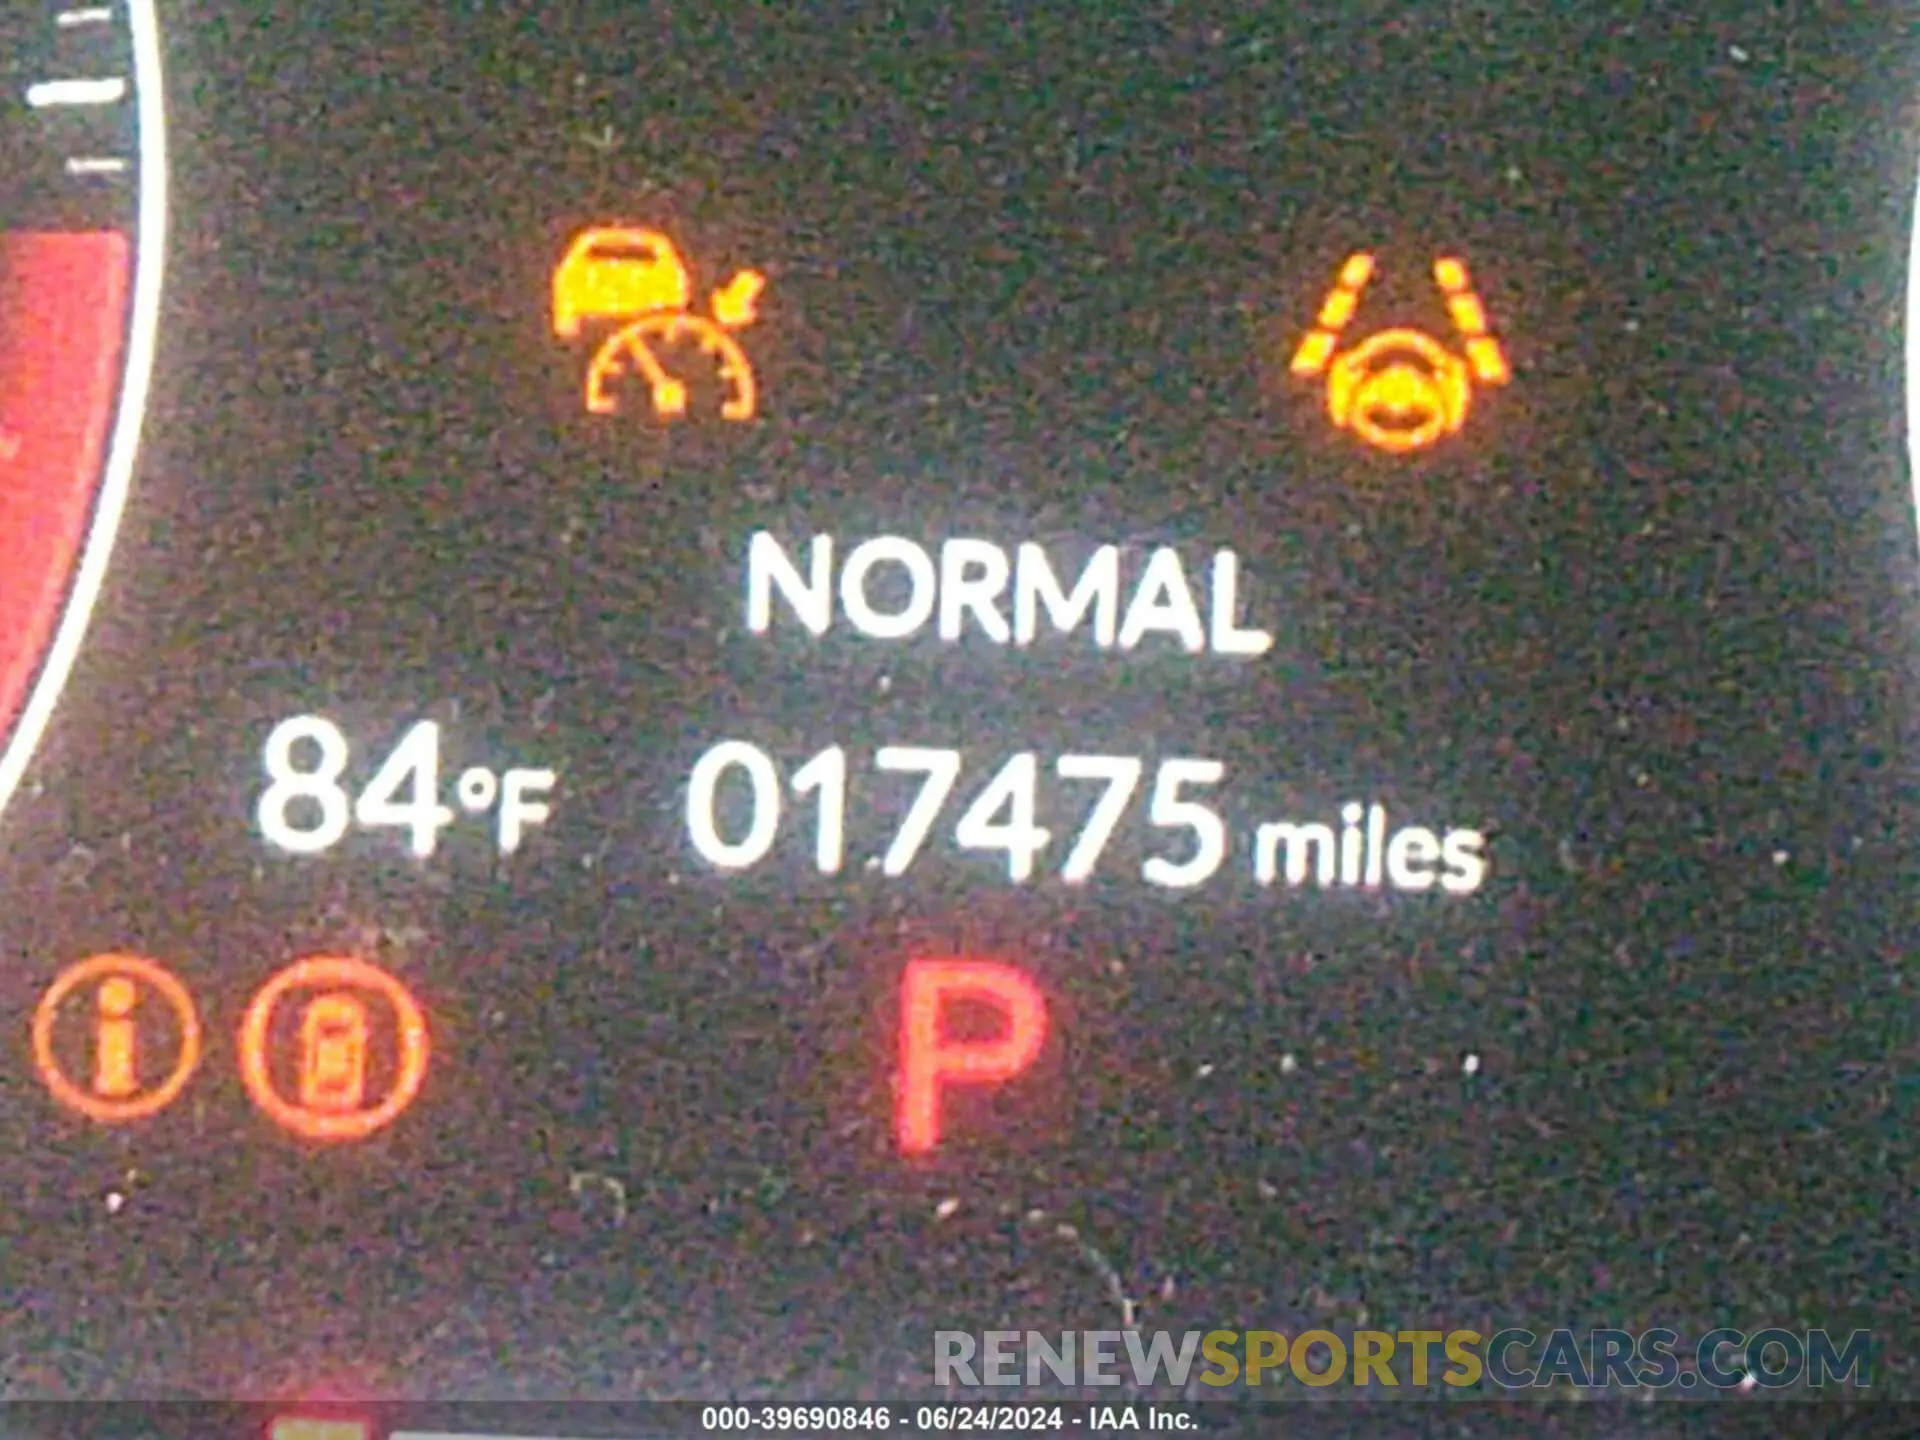 NORMAL
84°F 017475 miles
P
RENEWSPORTSCARS.COM
000-39690846 - 06/24/2024 - IAA Inc.